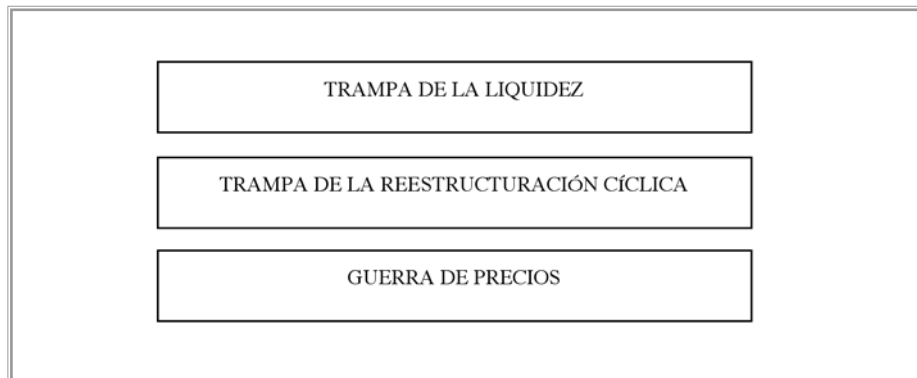 TRAMPA DE LA LIQUIDEZ
TRAMPA DE LA REESTRUCTURACIÓN CíCLICA
GUERRA DE PRECIOS